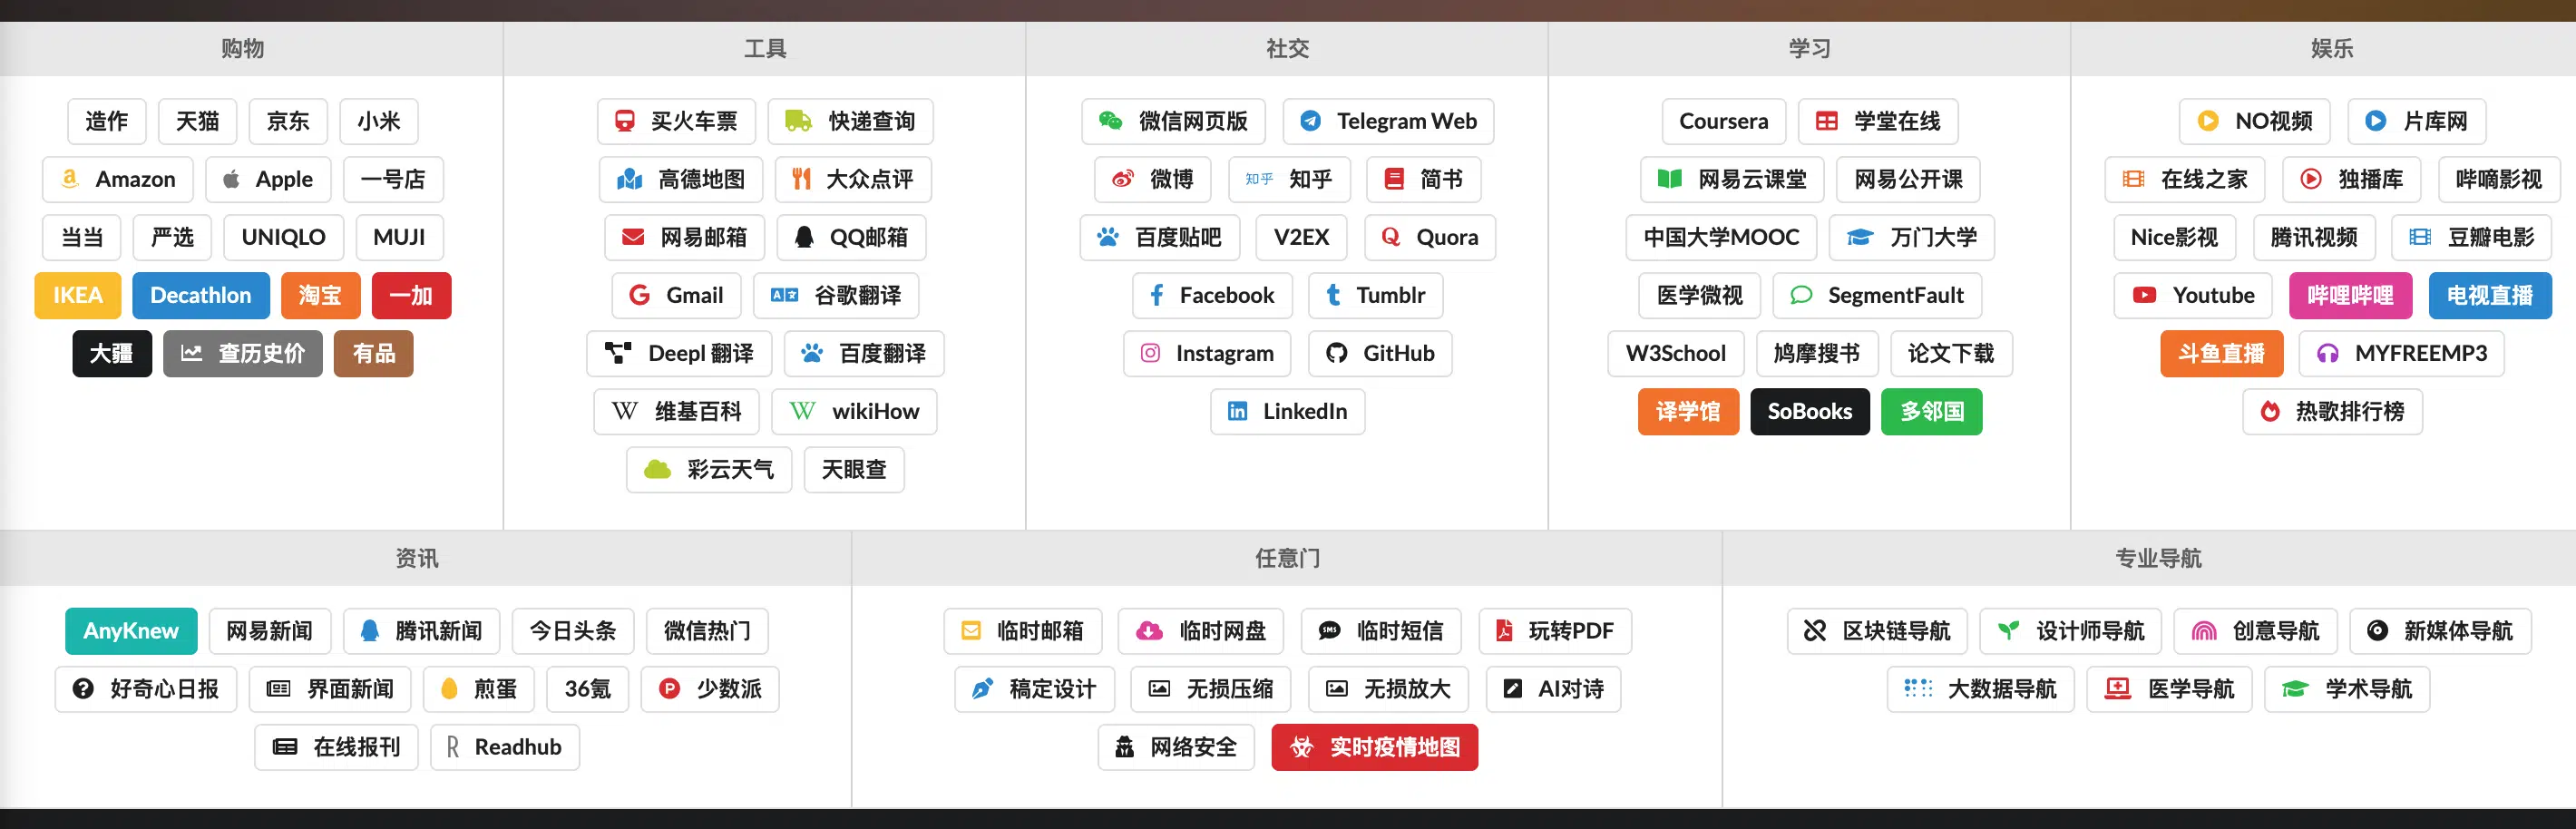 购物
造作 天猫 京东 小米
Amazon Apple 一号店
当当 严选 UNIQLO MUJI
IKEA Decathlon 淘宝 一加
大疆 查历史价 有品
工具
买火车票 快递查询
高德地图 大众点评
网易邮箱 QQ邮箱
Gmail 谷歌翻译
Deepl 翻译 百度翻译
维基百科 wikiHow
彩云天气 天眼查
社交
微信网页版 Telegram Web
微博 知乎 知乎 简书
百度贴吧 V2EX Quora
Facebook Tumblr
Instagram GitHub
LinkedIn
学习
Coursera 学堂在线
网易云课堂 网易公开课
中国大学MOOC 万门大学
医学微视 SegmentFault
W3School 鸠摩搜书 论文下载
译学馆 SoBooks 多邻国
娱乐
NO视频 片库网
在线之家 独播库 哔嘀影视
Nice影视 腾讯视频 豆瓣电影
Youtube 哔哩哔哩 电视直播
斗鱼直播 MYFREEMP3
热歌排行榜
资讯
AnyKnew 网易新闻 腾讯新闻 今日头条 微信热门
好奇心日报 界面新闻 煎蛋 36氪 少数派
在线报刊 Readhub
任意门
临时邮箱 临时网盘 SMS 临时短信 玩转PDF
稿定设计 无损压缩 无损放大 AI对诗
网络安全 实时疫情地图
专业导航
区块链导航 设计师导航 创意导航 新媒体导航
大数据导航 医学导航 学术导航